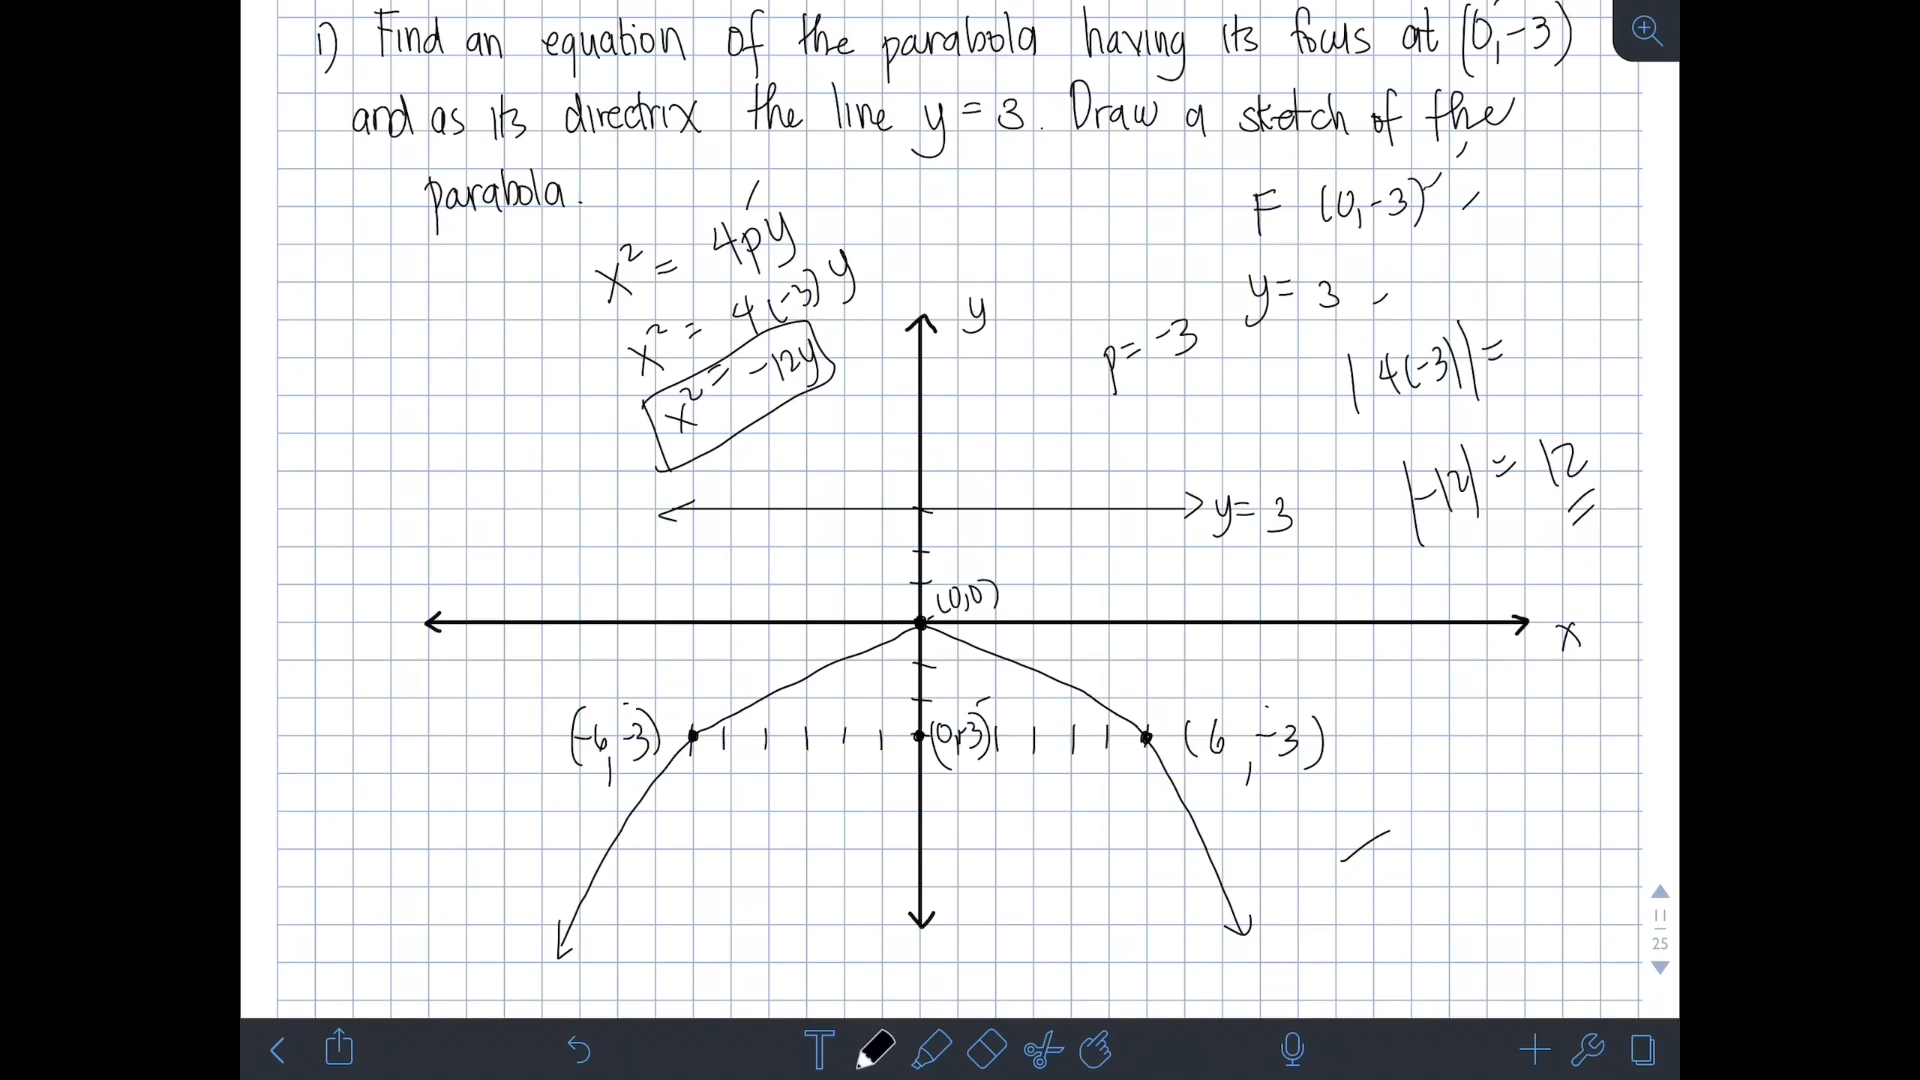 1) Find an equation of the parabola having its focus at (0,-3)
and as its directrix the line y = 3. Draw a sketch of the
parabola.
F (0,-3)
x² = 4py
y = 3
x² = 4(-3)y
p = -3
|4(-3)| =
x² = -12y
|-12| = 12
y
y = 3
(0,0)
x
(-6,-3)
(0,-3)
(6,-3)
11
25
T